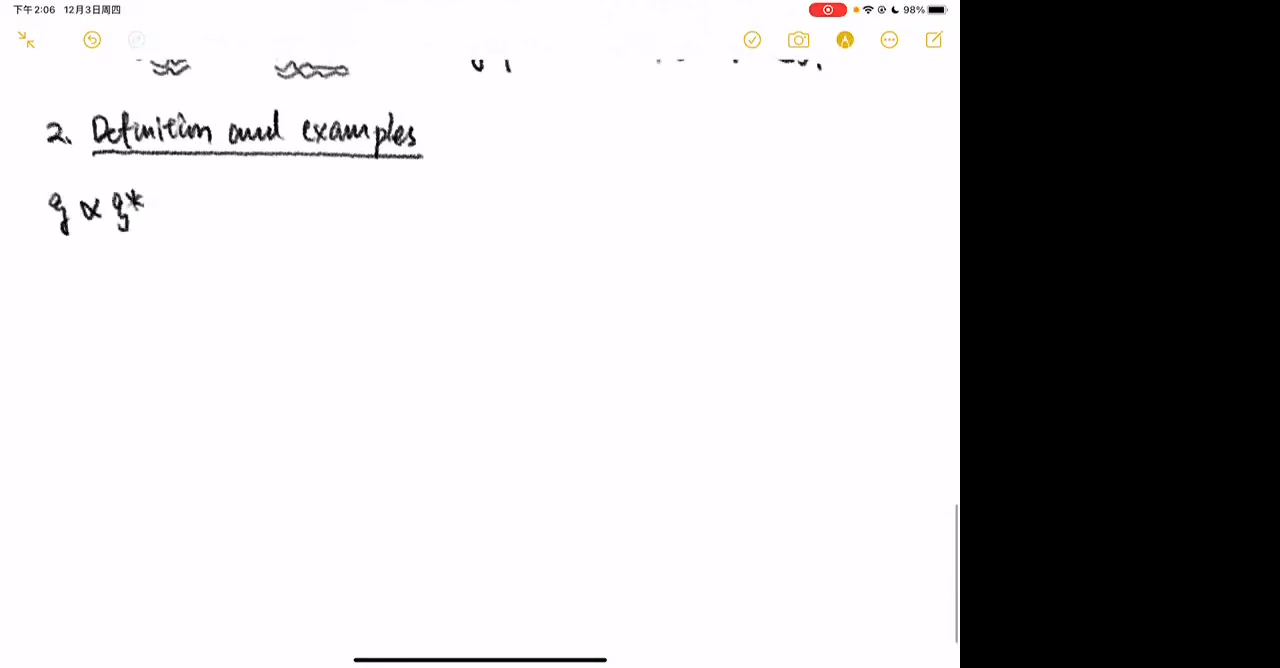 下午2:06 12月3日周四 98%
2. Definition and examples
g ∝ g*